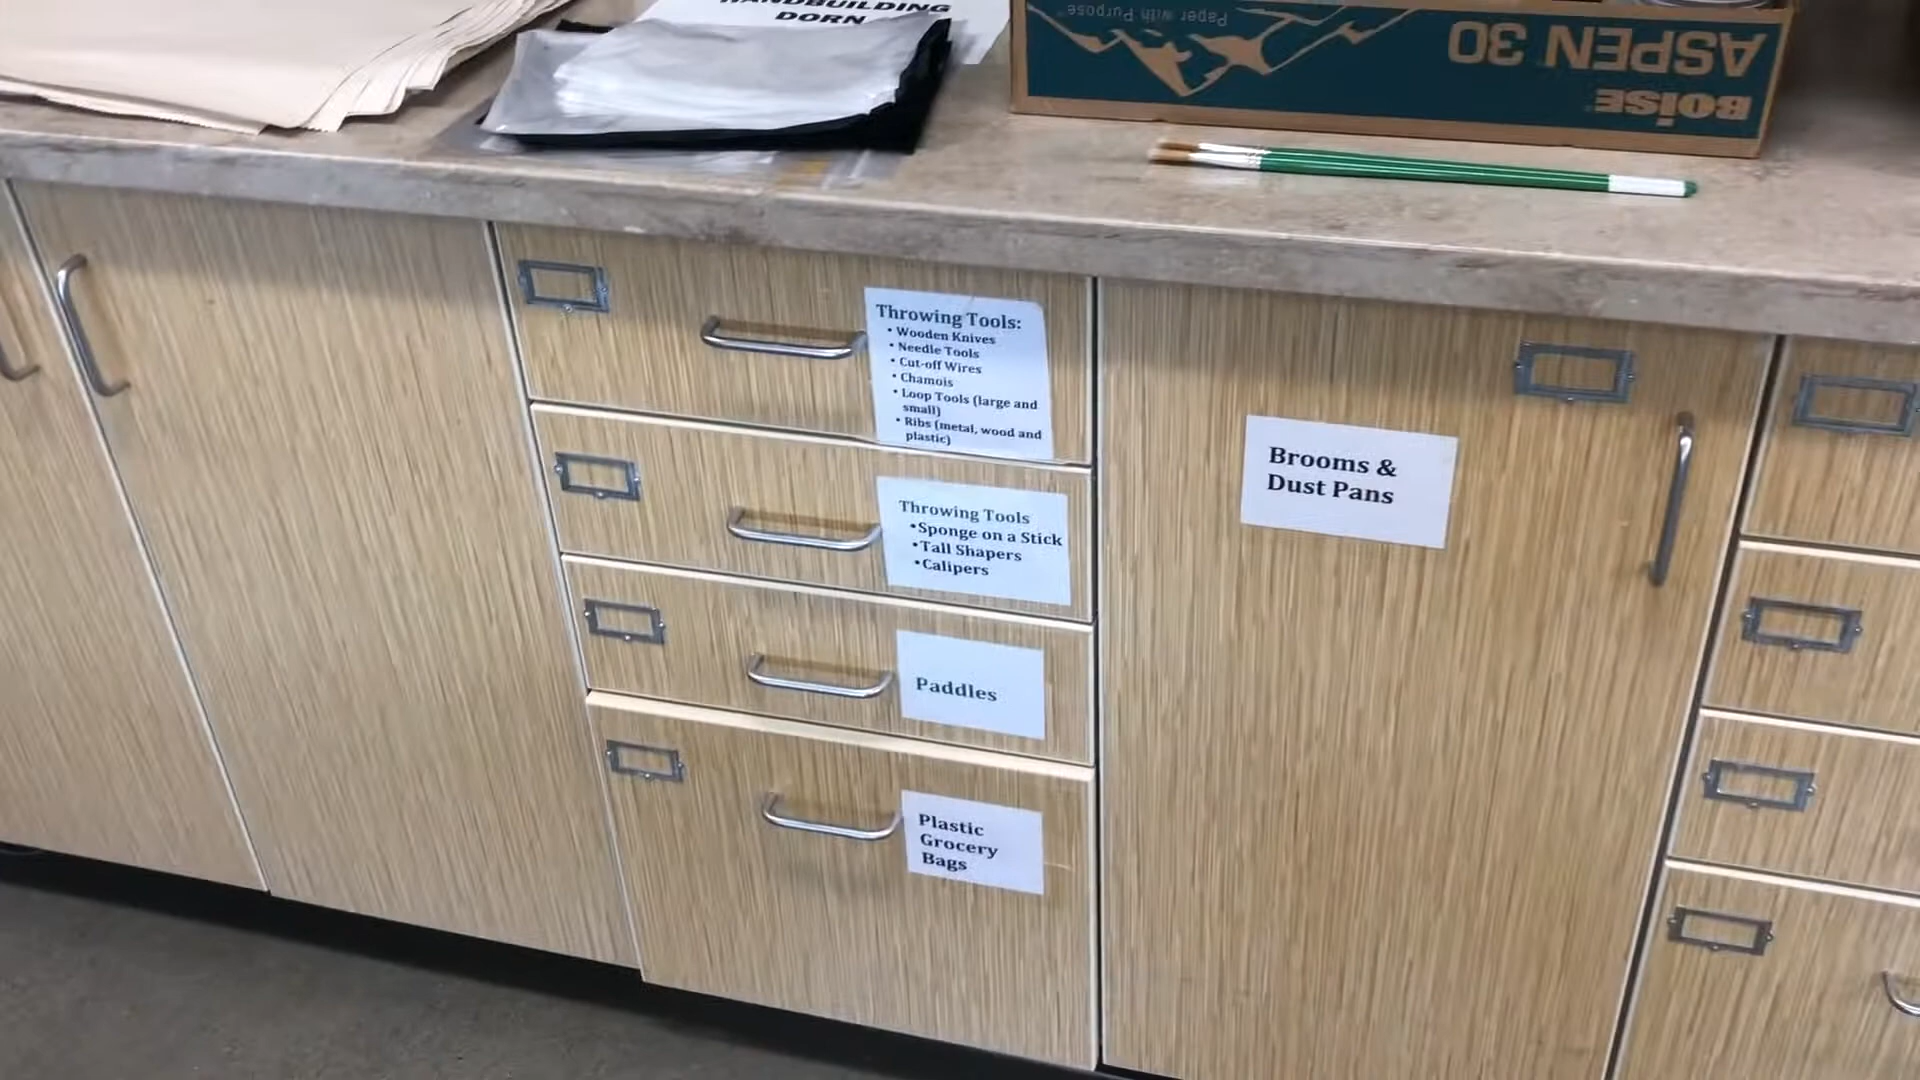 HANDBUILDING
DORN
Paper with Purpose
ASPEN 30
BOiSE
Throwing Tools:
• Wooden Knives
• Needle Tools
• Cut-off Wires
• Chamois
• Loop Tools (large and
small)
• Ribs (metal, wood and
plastic)
Throwing Tools
•Sponge on a Stick
•Tall Shapers
•Calipers
Paddles
Plastic
Grocery
Bags
Brooms &
Dust Pans